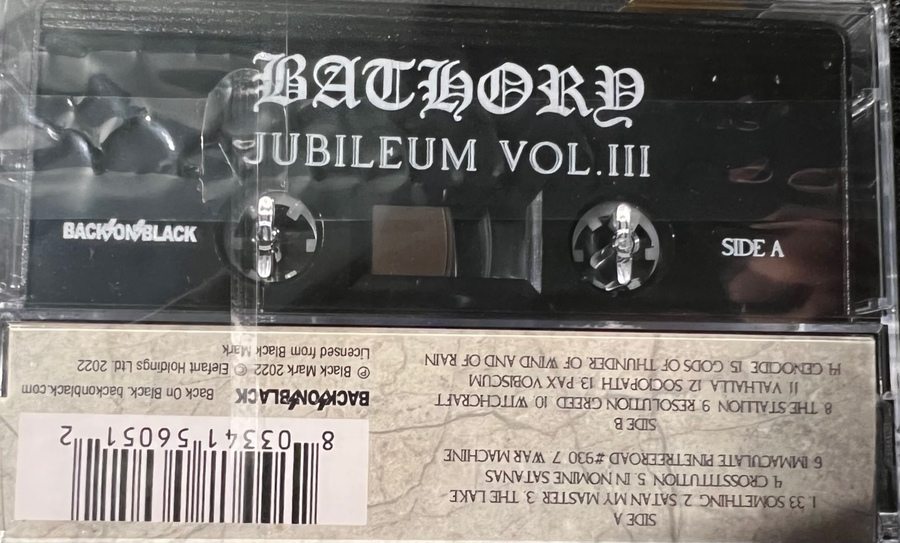 BATHORY
JUBILEUM VOL.III
BACK ON BLACK
SIDE A
SIDE A
1. 33 SOMETHING 2. SATAN MY MASTER 3. THE LAKE
4. CROSSTITUTION 5. IN NOMINE SATANAS
6 IMMACULATE PINETREEROAD #930 7 WAR MACHINE
SIDE B
8. THE STALLION 9. RESOLUTION GREED 10 WITCHCRAFT
11 VALHALLA 12 SOCIOPATH 13 PAX VOBISCUM
14 GENOCIDE 15 GODS OF THUNDER OF WIND AND OF RAIN
8 03341 56051 2
BACK ON BLACK
Back On Black. backonblack.com
℗ Black Mark 2022 © Elefant Holdings Ltd. 2022
Licensed from Black Mark